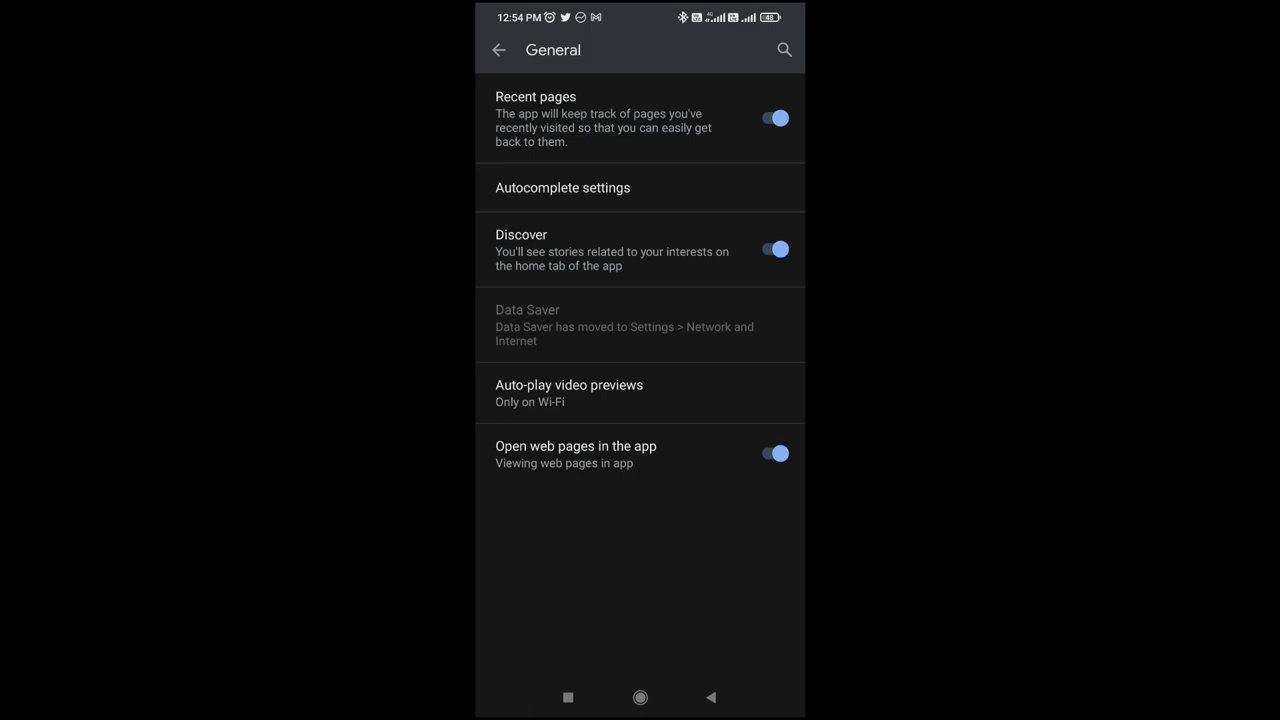 12:54 PM
48
General
Recent pages
The app will keep track of pages you've
recently visited so that you can easily get
back to them.
Autocomplete settings
Discover
You'll see stories related to your interests on
the home tab of the app
Data Saver
Data Saver has moved to Settings > Network and
Internet
Auto-play video previews
Only on Wi-Fi
Open web pages in the app
Viewing web pages in app